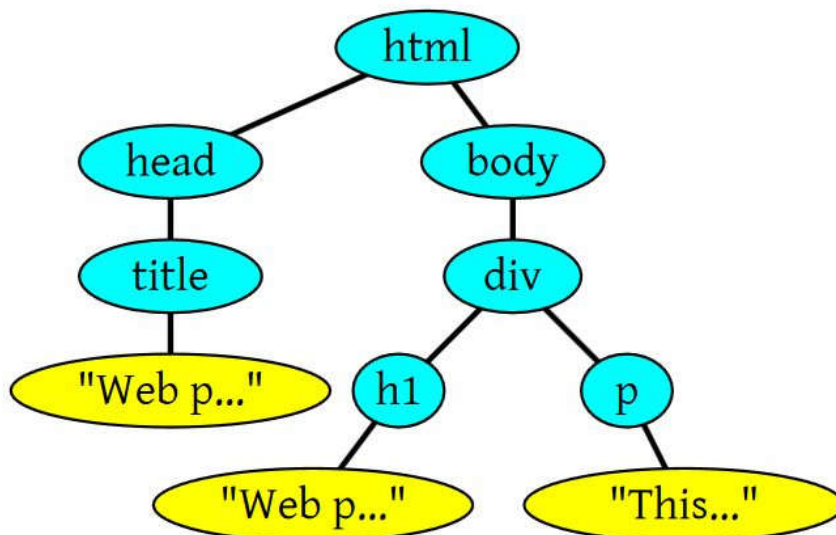 html
head
body
title
div
"Web p..."
h1
p
"Web p..."
"This..."